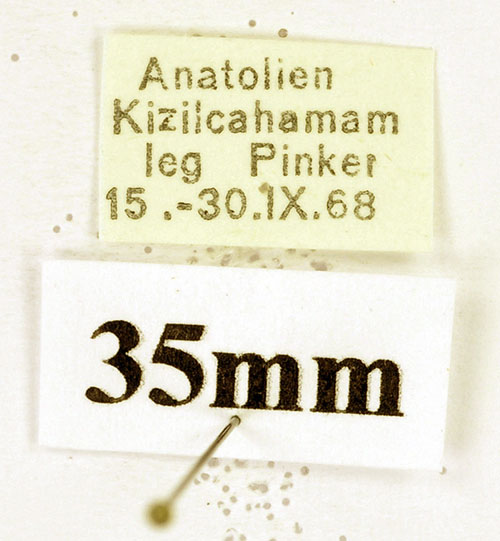 Anatolien
Kizilcahamam
leg Pinker
15.-30.IX.68
35mm